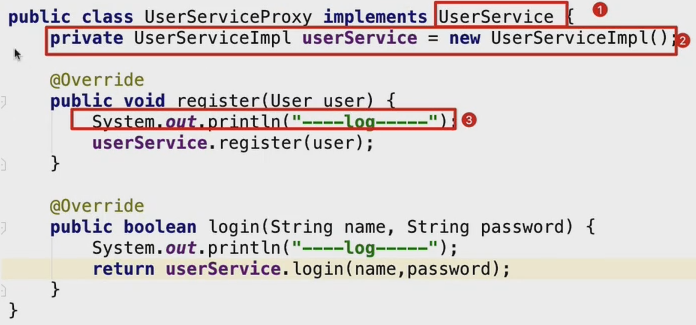 public class UserServiceProxy implements UserService { 1
    private UserServiceImpl userService = new UserServiceImpl(); 2
    @Override
    public void register(User user) {
        System.out.println("----log-----"); 3
        userService.register(user);
    }
    @Override
    public boolean login(String name, String password) {
        System.out.println("----log-----");
        return userService.login(name,password);
    }
}